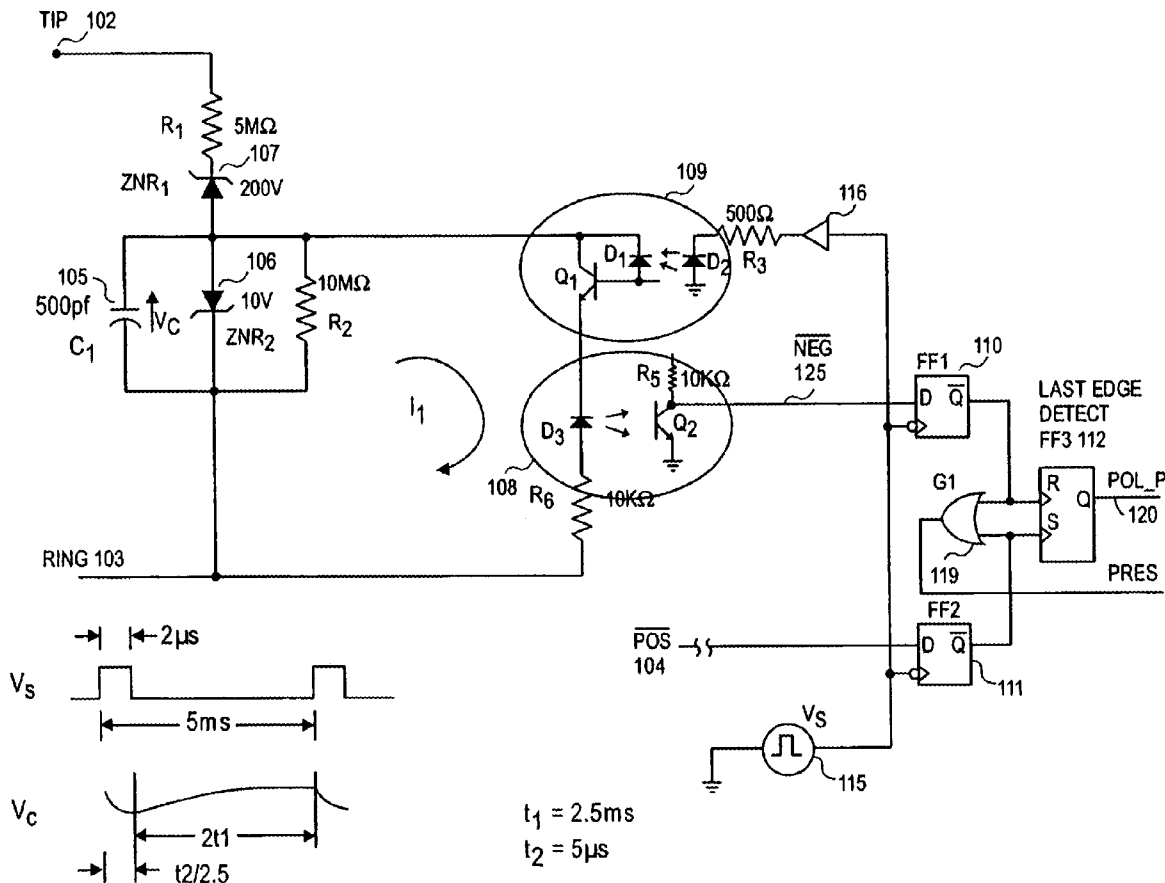 TIP 102
R1 5MΩ
107
ZNR1 200V
109
500Ω
116
R3
D1 D2
Q1
105
500pf
C1
VC
106
10V
ZNR2
10MΩ
R2
I1
R5 10KΩ
NEG
125
D3 Q2
108
R6 10KΩ
FF1 110
D Q
LAST EDGE
DETECT
FF3 112
G1
R Q
S
POL_P
120
119
PRES
RING 103
FF2
POS
104
D Q
111
VS
115
2µs
VS
5ms
VC
2t1
t2/2.5
t1 = 2.5ms
t2 = 5µs